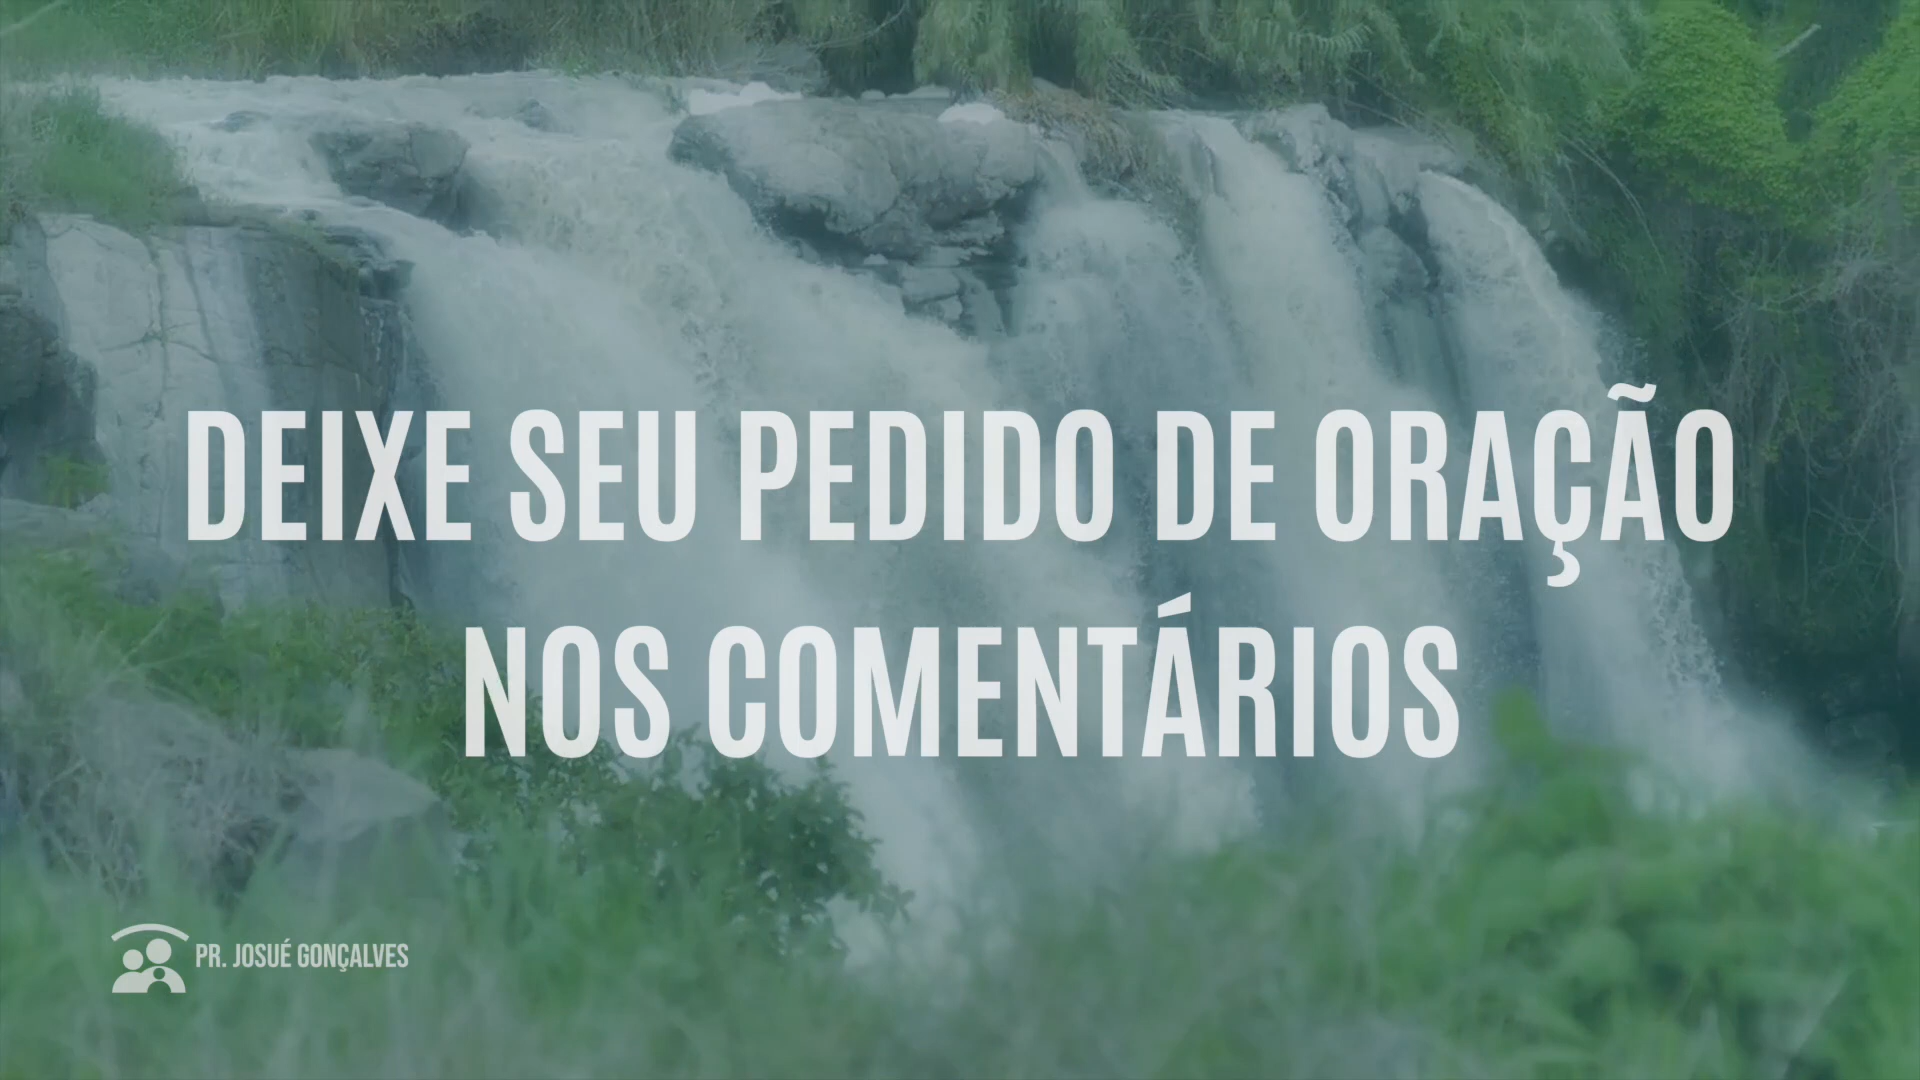 DEIXE SEU PEDIDO DE ORAÇÃO
NOS COMENTÁRIOS
PR. JOSUÉ GONÇALVES